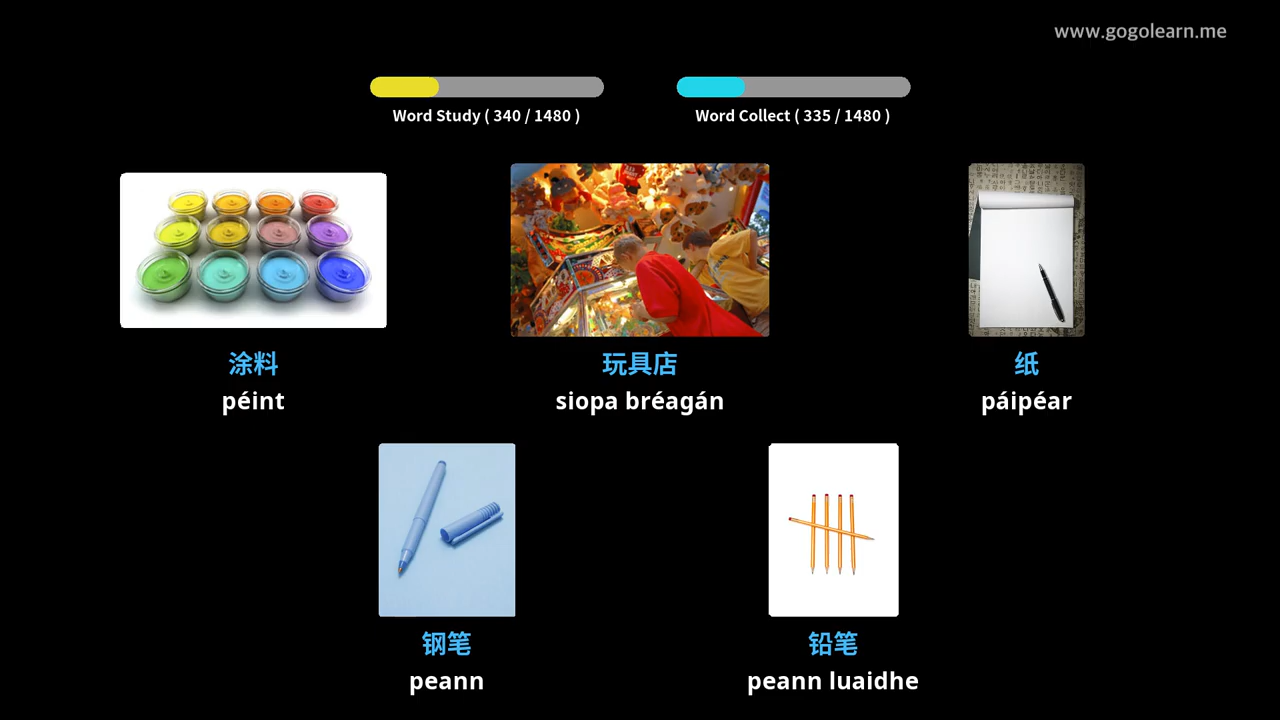 www.gogolearn.me
Word Study ( 340 / 1480 )
Word Collect ( 335 / 1480 )
涂料
péint
玩具店
siopa bréagán
纸
páipéar
钢笔
peann
铅笔
peann luaidhe